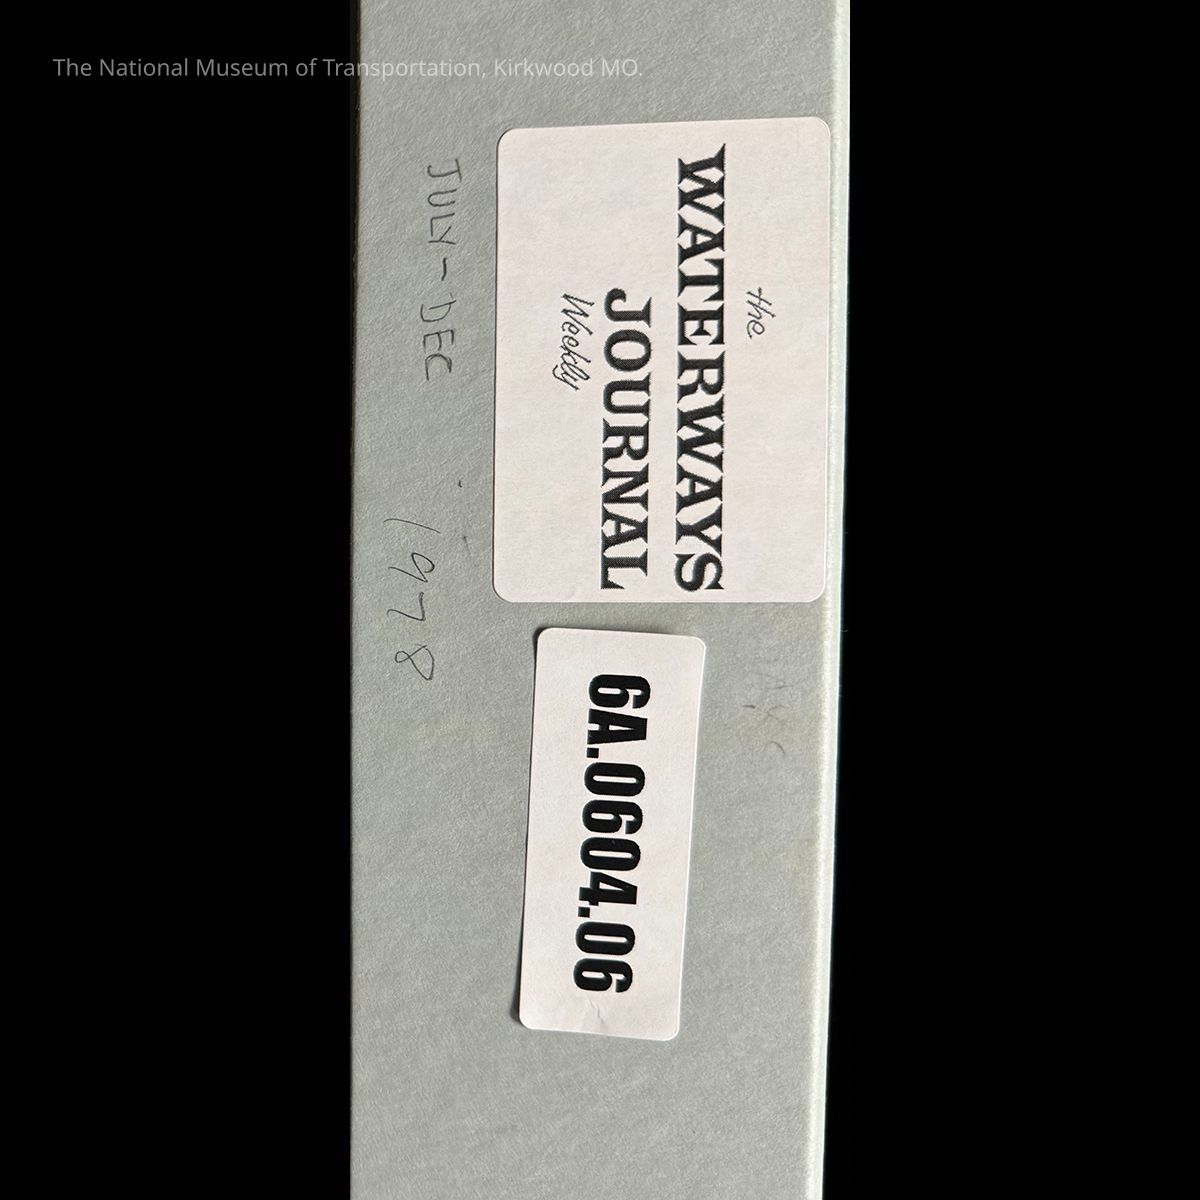 The National Museum of Transportation, Kirkwood MO.
the
WATERWAYS
JOURNAL
Weekly
JULY-DEC 1978
6A.0604.06